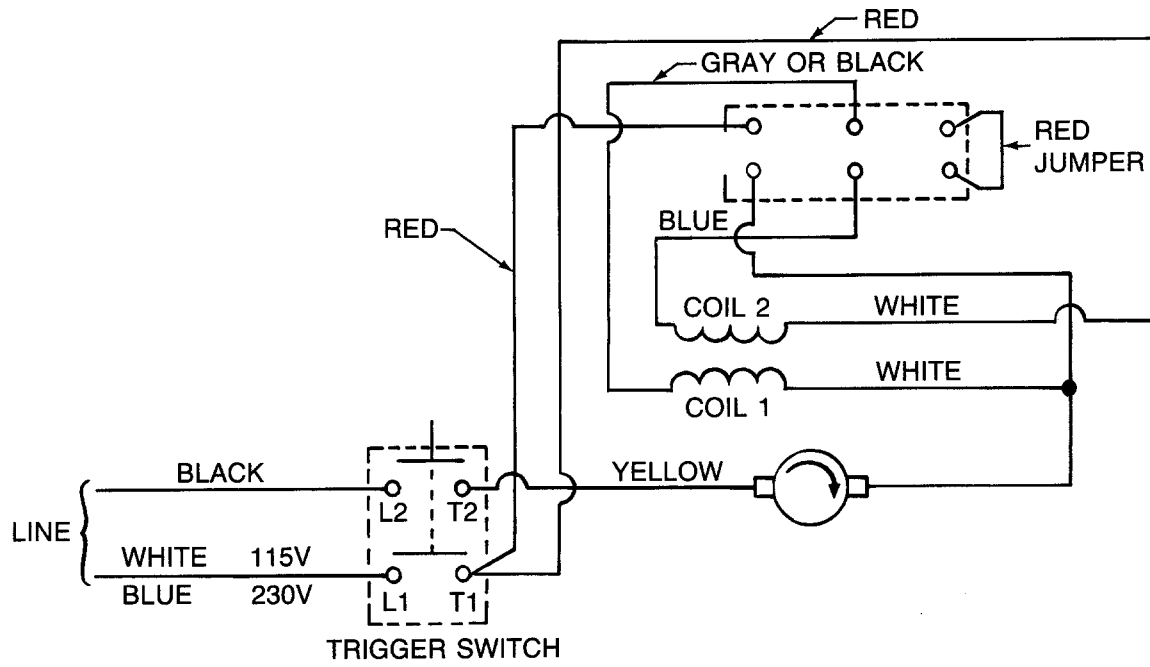 RED
GRAY OR BLACK
RED
JUMPER
BLUE
RED
COIL 2
WHITE
COIL 1
WHITE
BLACK
YELLOW
L2
T2
LINE
WHITE 115V
BLUE 230V
L1
T1
TRIGGER SWITCH